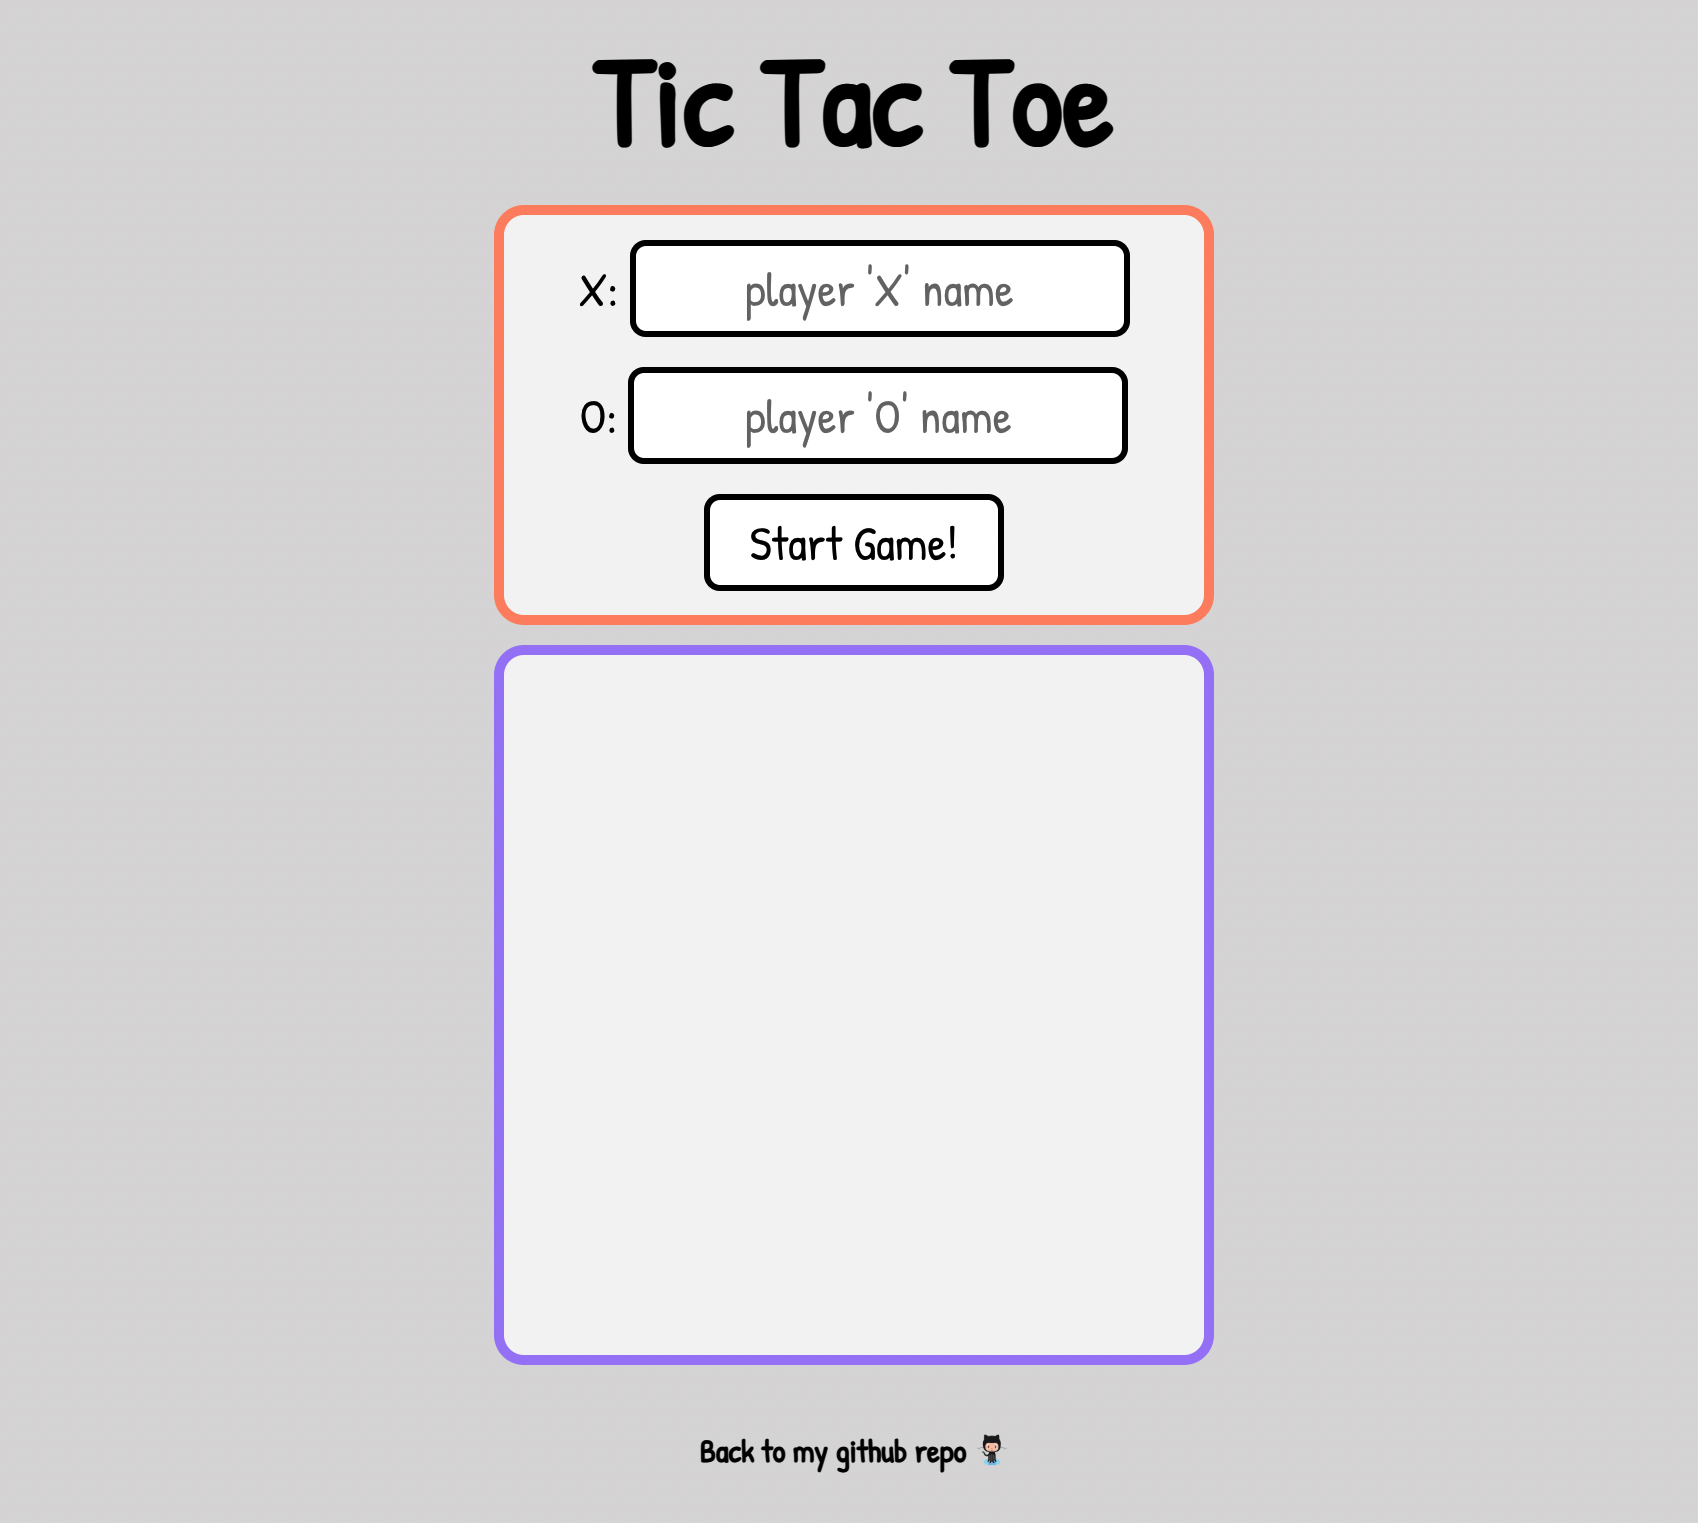 Tic Tac Toe
X: player 'X' name
O: player 'O' name
Start Game!
Back to my github repo